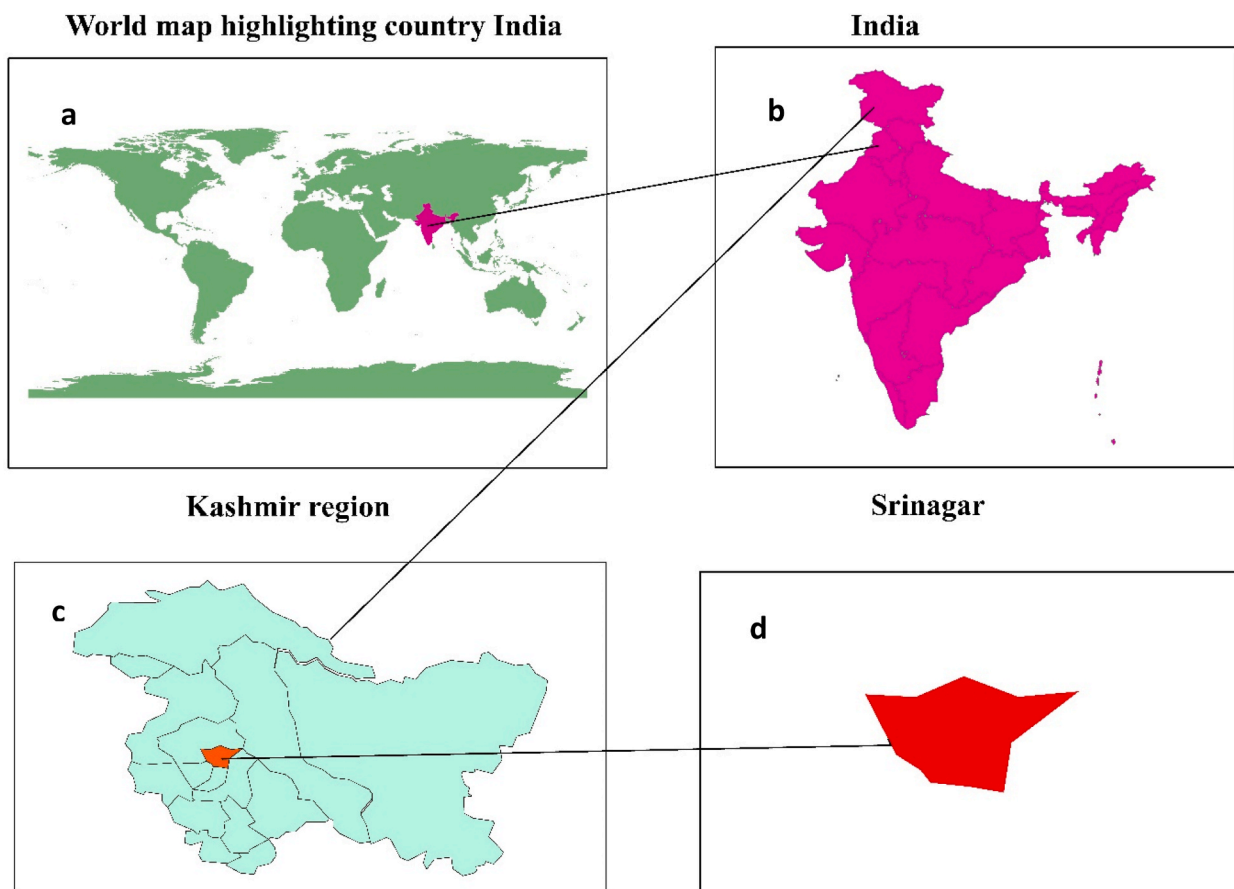 World map highlighting country India
India
a
b
Kashmir region
Srinagar
c
d